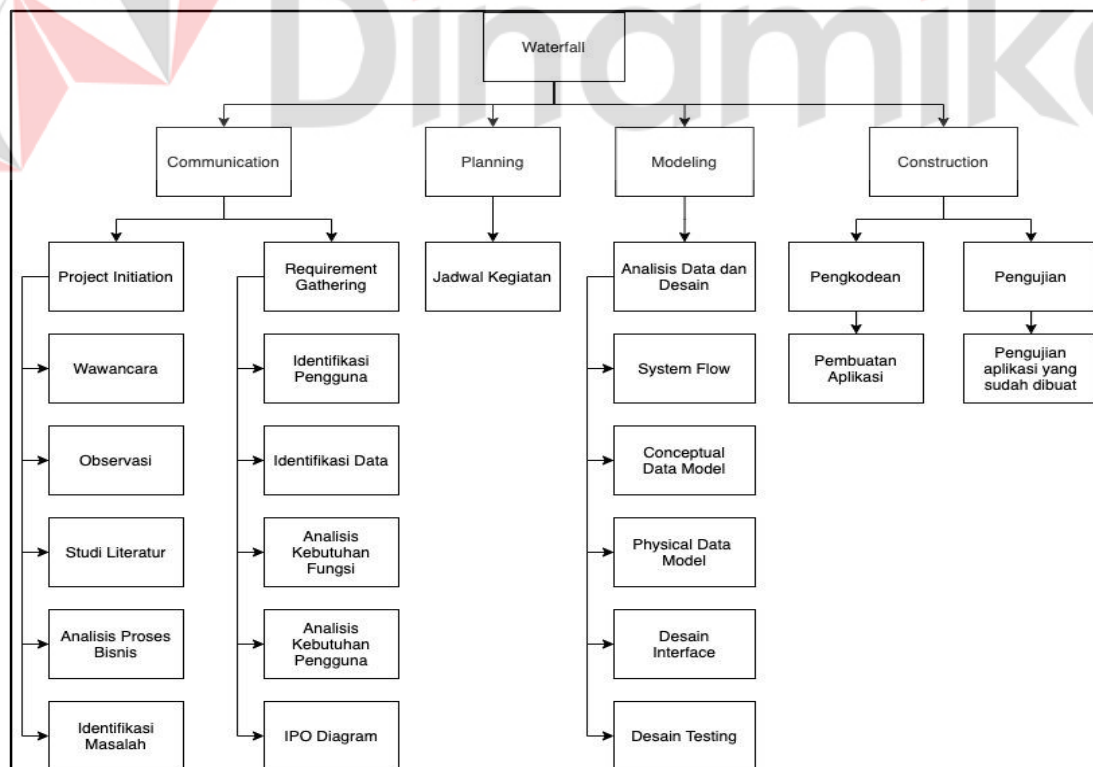 Dinamika
Waterfall
Communication
Planning
Modeling
Construction
Project Initiation
Requirement
Gathering
Jadwal Kegiatan
Analisis Data dan
Desain
Pengkodean
Pengujian
Wawancara
Identifikasi
Pengguna
System Flow
Pembuatan
Aplikasi
Pengujian
aplikasi yang
sudah dibuat
Observasi
Identifikasi Data
Conceptual
Data Model
Studi Literatur
Analisis
Kebutuhan
Fungsi
Physical Data
Model
Analisis Proses
Bisnis
Analisis
Kebutuhan
Pengguna
Desain
Interface
Identifikasi
Masalah
IPO Diagram
Desain Testing